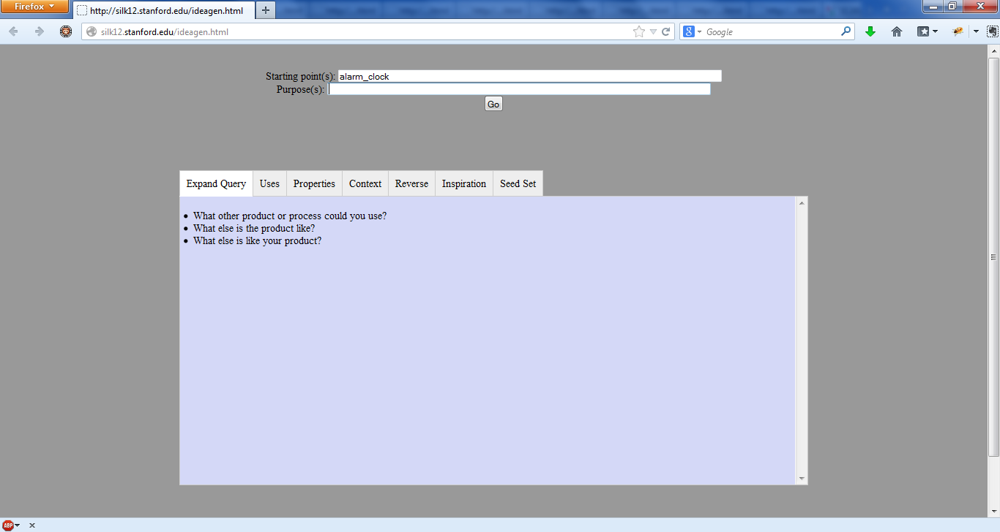 Firefox
http://silk12.stanford.edu/ideagen.html
silk12.stanford.edu/ideagen.html
Google
Starting point(s): alarm_clock
Purpose(s):
Go
Expand Query Uses Properties Context Reverse Inspiration Seed Set
What other product or process could you use?
What else is the product like?
What else is like your product?
ABP